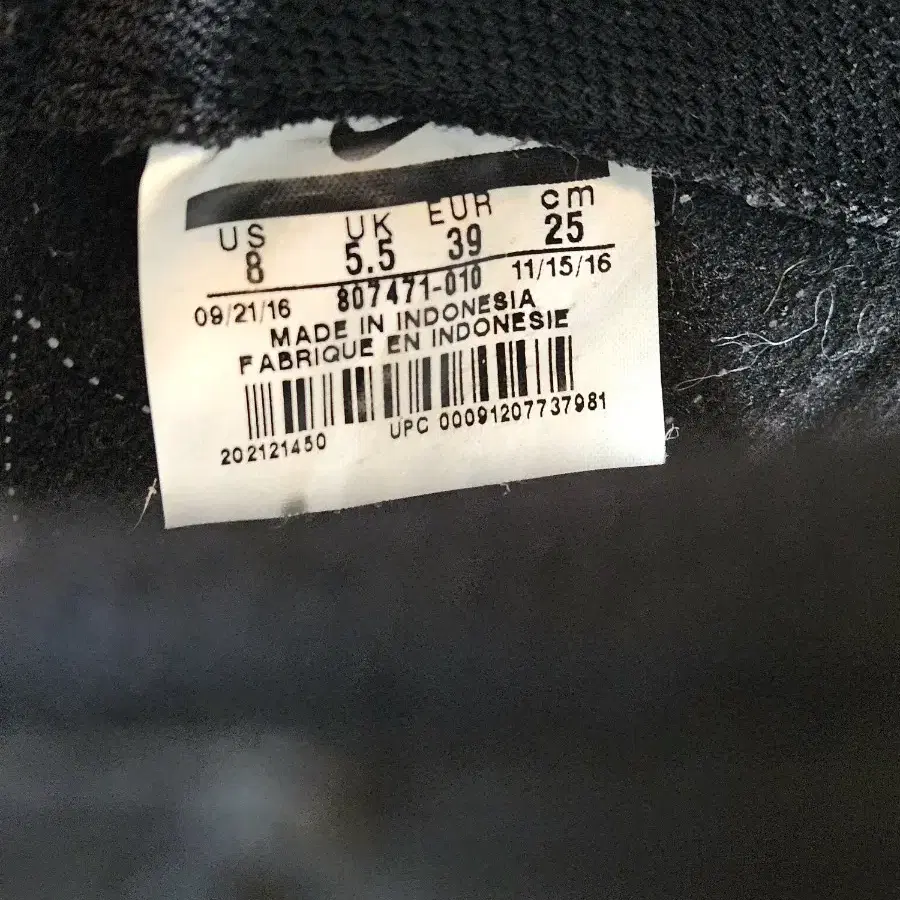 US UK EUR cm
8 5.5 39 25
09/21/16 807471-010 11/15/16
MADE IN INDONESIA
FABRIQUE EN INDONESIE
202121450 UPC 00091207737981